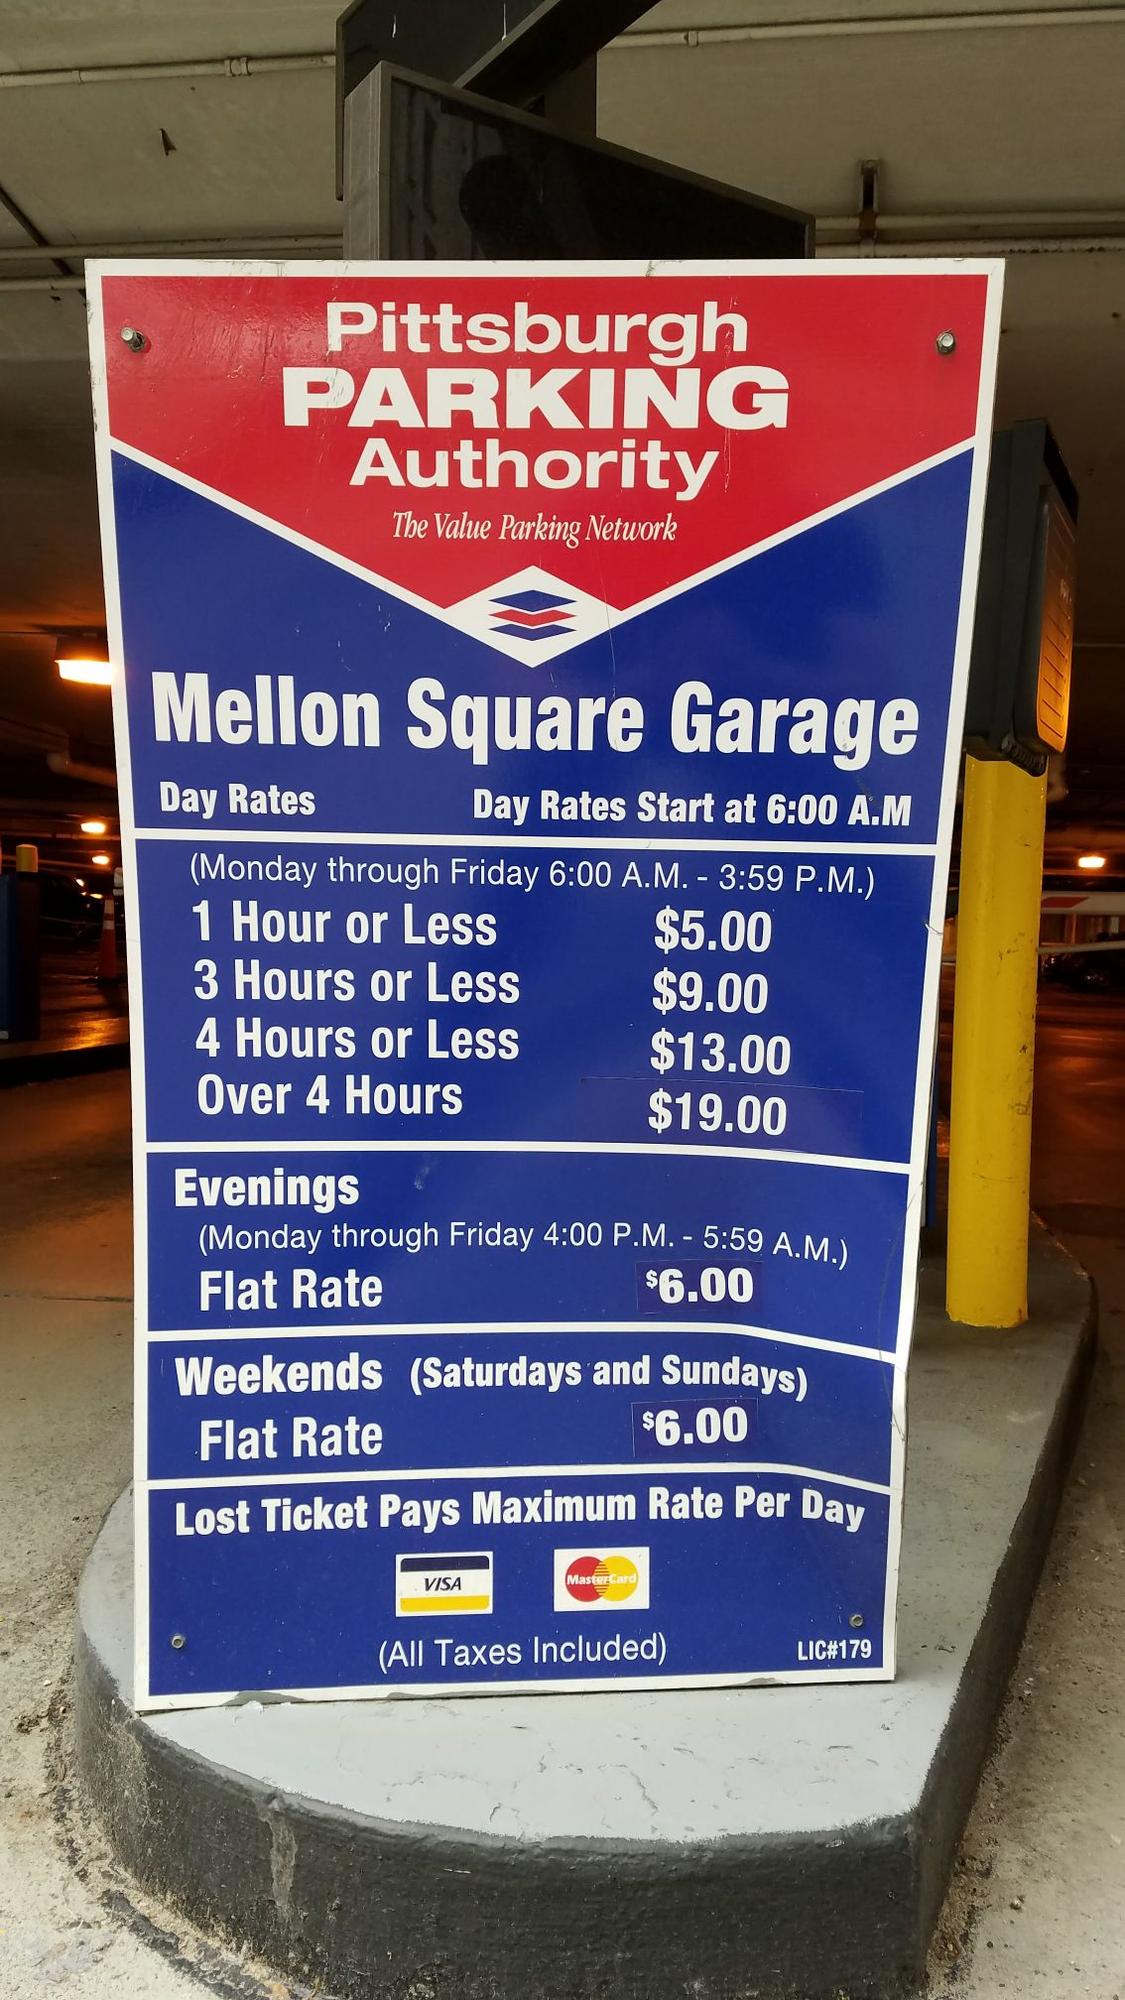 Pittsburgh
PARKING
Authority
The Value Parking Network
Mellon Square Garage
Day Rates Day Rates Start at 6:00 A.M
(Monday through Friday 6:00 A.M. - 3:59 P.M.)
1 Hour or Less $5.00
3 Hours or Less $9.00
4 Hours or Less $13.00
Over 4 Hours $19.00
Evenings
(Monday through Friday 4:00 P.M. - 5:59 A.M.)
Flat Rate $6.00
Weekends (Saturdays and Sundays)
Flat Rate $6.00
Lost Ticket Pays Maximum Rate Per Day
VISA MasterCard
(All Taxes Included) LIC#179